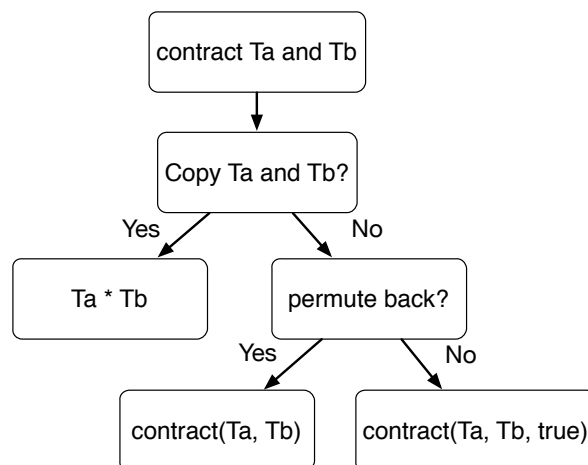 contract Ta and Tb
Copy Ta and Tb?
Yes
No
Ta * Tb
permute back?
Yes
No
contract(Ta, Tb)
contract(Ta, Tb, true)